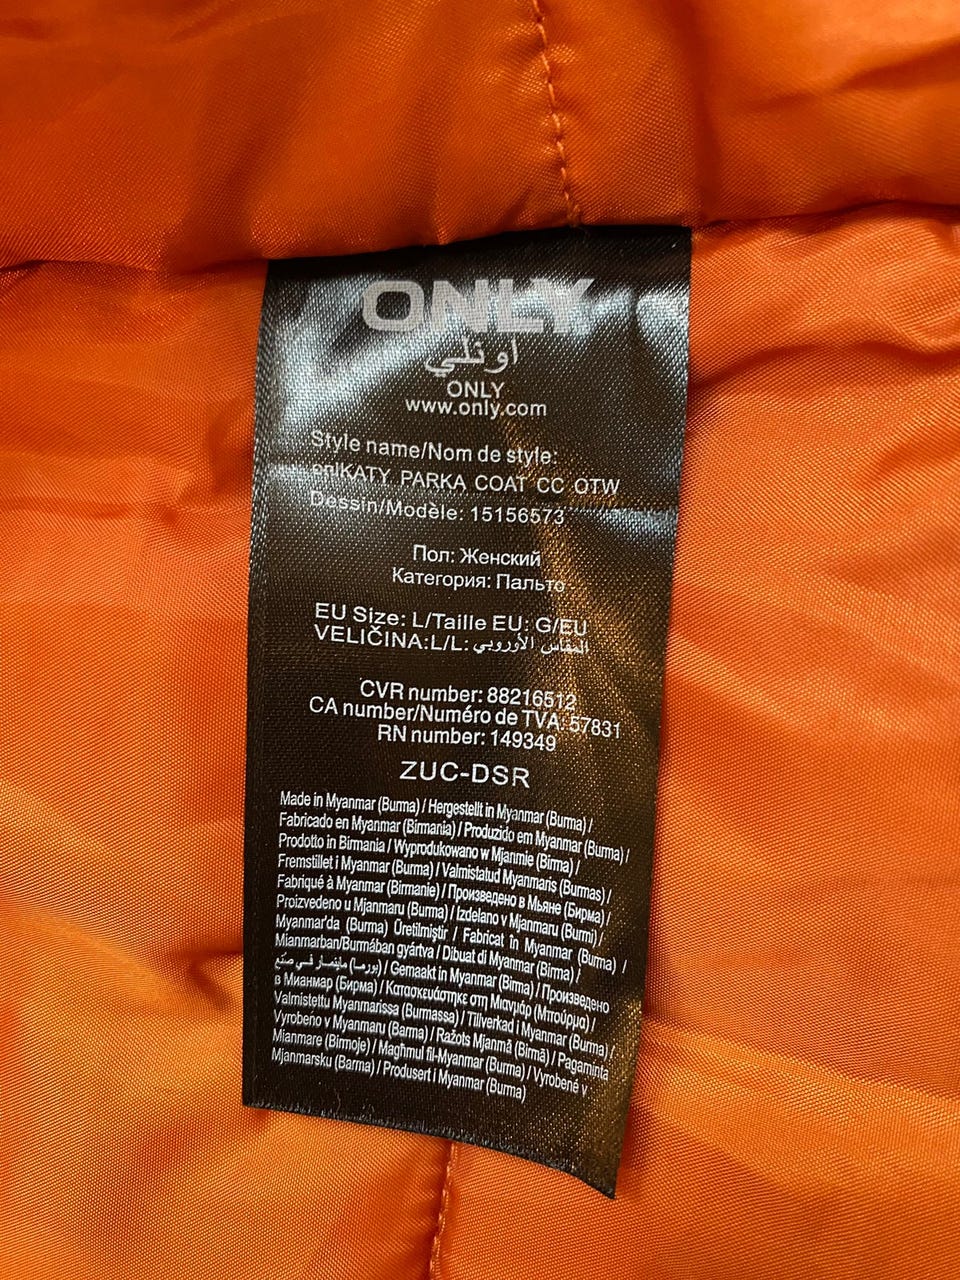 ONLY
اونلي
ONLY
www.only.com
Style name/Nom de style:
onlKATY PARKA COAT CC OTW
Dessin/Modèle: 15156573
Пол: Женский
Категория: Пальто
EU Size: L/Taille EU: G/EU
VELIČINA:L/L: المقاس الأوروبي
CVR number: 88216512
CA number/Numéro de TVA: 57831
RN number: 149349
ZUC-DSR
Made in Myanmar (Burma) / Hergestellt in Myanmar (Burma) /
Fabricado en Myanmar (Birmania) / Produzido em Myanmar (Burma) /
Prodotto in Birmania / Wyprodukowano w Mjanmie (Birma) /
Fremstillet i Myanmar (Burma) / Valmistatud Myanmaris (Burmas) /
Fabriqué à Myanmar (Birmanie) / Произведено в Мьяне (Бирма) /
Proizvedeno u Mjanmaru (Burma) / Izdelano v Mjanmaru (Burmi) /
Myanmar'da (Burma) Üretilmiştir / Fabricat în Myanmar (Burma) /
Mianmarban/Burmában gyártva / Dibuat di Myanmar (Birma) /
صنع في ماينمار (بورما) / Gemaakt in Myanmar (Birma) / Произведено
в Мианмар (Бирма) / Κατασκευάστηκε στη Μιανμάρ (Μπούρμα) /
Valmistettu Myanmarissa (Burmassa) / Tillverkad i Myanmar (Burma) /
Vyrobeno v Myanmaru (Barma) / Ražots Mjanmā (Birmā) / Pagaminta
Mianmare (Birmoje) / Magħmul fil-Myanmar (Burma) / Vyrobené v
Mjanmarsku (Barma) / Produsert i Myanmar (Burma)